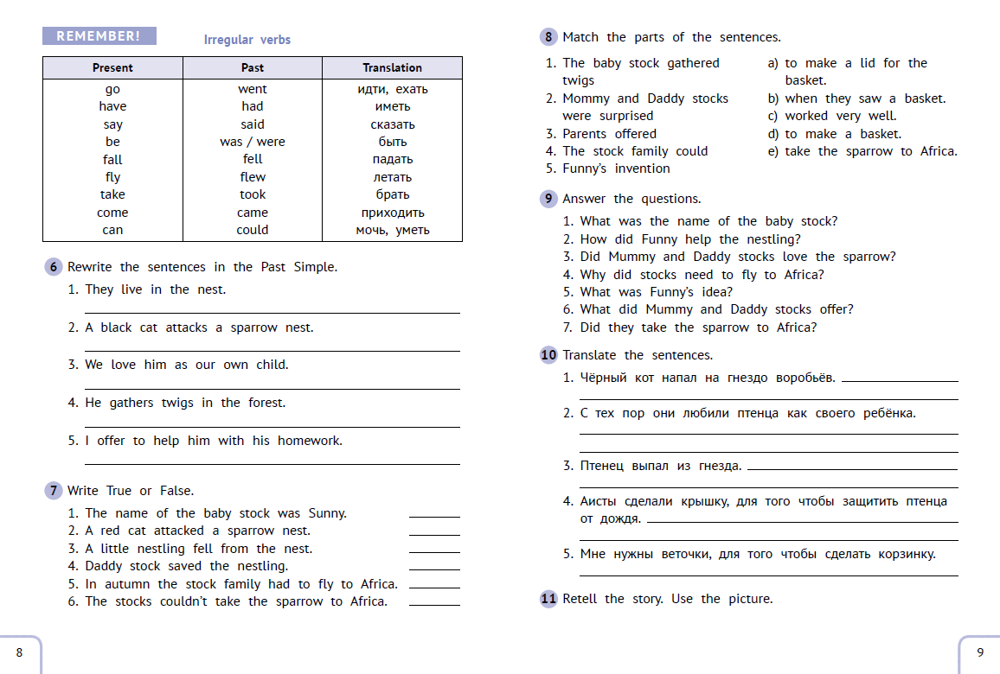 REMEMBER!
Irregular verbs
Present Past Translation
go went идти, ехать
have had иметь
say said сказать
be was / were быть
fall fell падать
fly flew летать
take took брать
come came приходить
can could мочь, уметь
6 Rewrite the sentences in the Past Simple.
1. They live in the nest.
2. A black cat attacks a sparrow nest.
3. We love him as our own child.
4. He gathers twigs in the forest.
5. I offer to help him with his homework.
7 Write True or False.
1. The name of the baby stock was Sunny.
2. A red cat attacked a sparrow nest.
3. A little nestling fell from the nest.
4. Daddy stock saved the nestling.
5. In autumn the stock family had to fly to Africa.
6. The stocks couldn't take the sparrow to Africa.
8
8 Match the parts of the sentences.
1. The baby stock gathered
twigs
2. Mommy and Daddy stocks
were surprised
3. Parents offered
4. The stock family could
5. Funny's invention
a) to make a lid for the
basket.
b) when they saw a basket.
c) worked very well.
d) to make a basket.
e) take the sparrow to Africa.
9 Answer the questions.
1. What was the name of the baby stock?
2. How did Funny help the nestling?
3. Did Mummy and Daddy stocks love the sparrow?
4. Why did stocks need to fly to Africa?
5. What was Funny's idea?
6. What did Mummy and Daddy stocks offer?
7. Did they take the sparrow to Africa?
10 Translate the sentences.
1. Чёрный кот напал на гнездо воробьёв.
2. С тех пор они любили птенца как своего ребёнка.
3. Птенец выпал из гнезда.
4. Аисты сделали крышку, для того чтобы защитить птенца
от дождя.
5. Мне нужны веточки, для того чтобы сделать корзинку.
11 Retell the story. Use the picture.
9